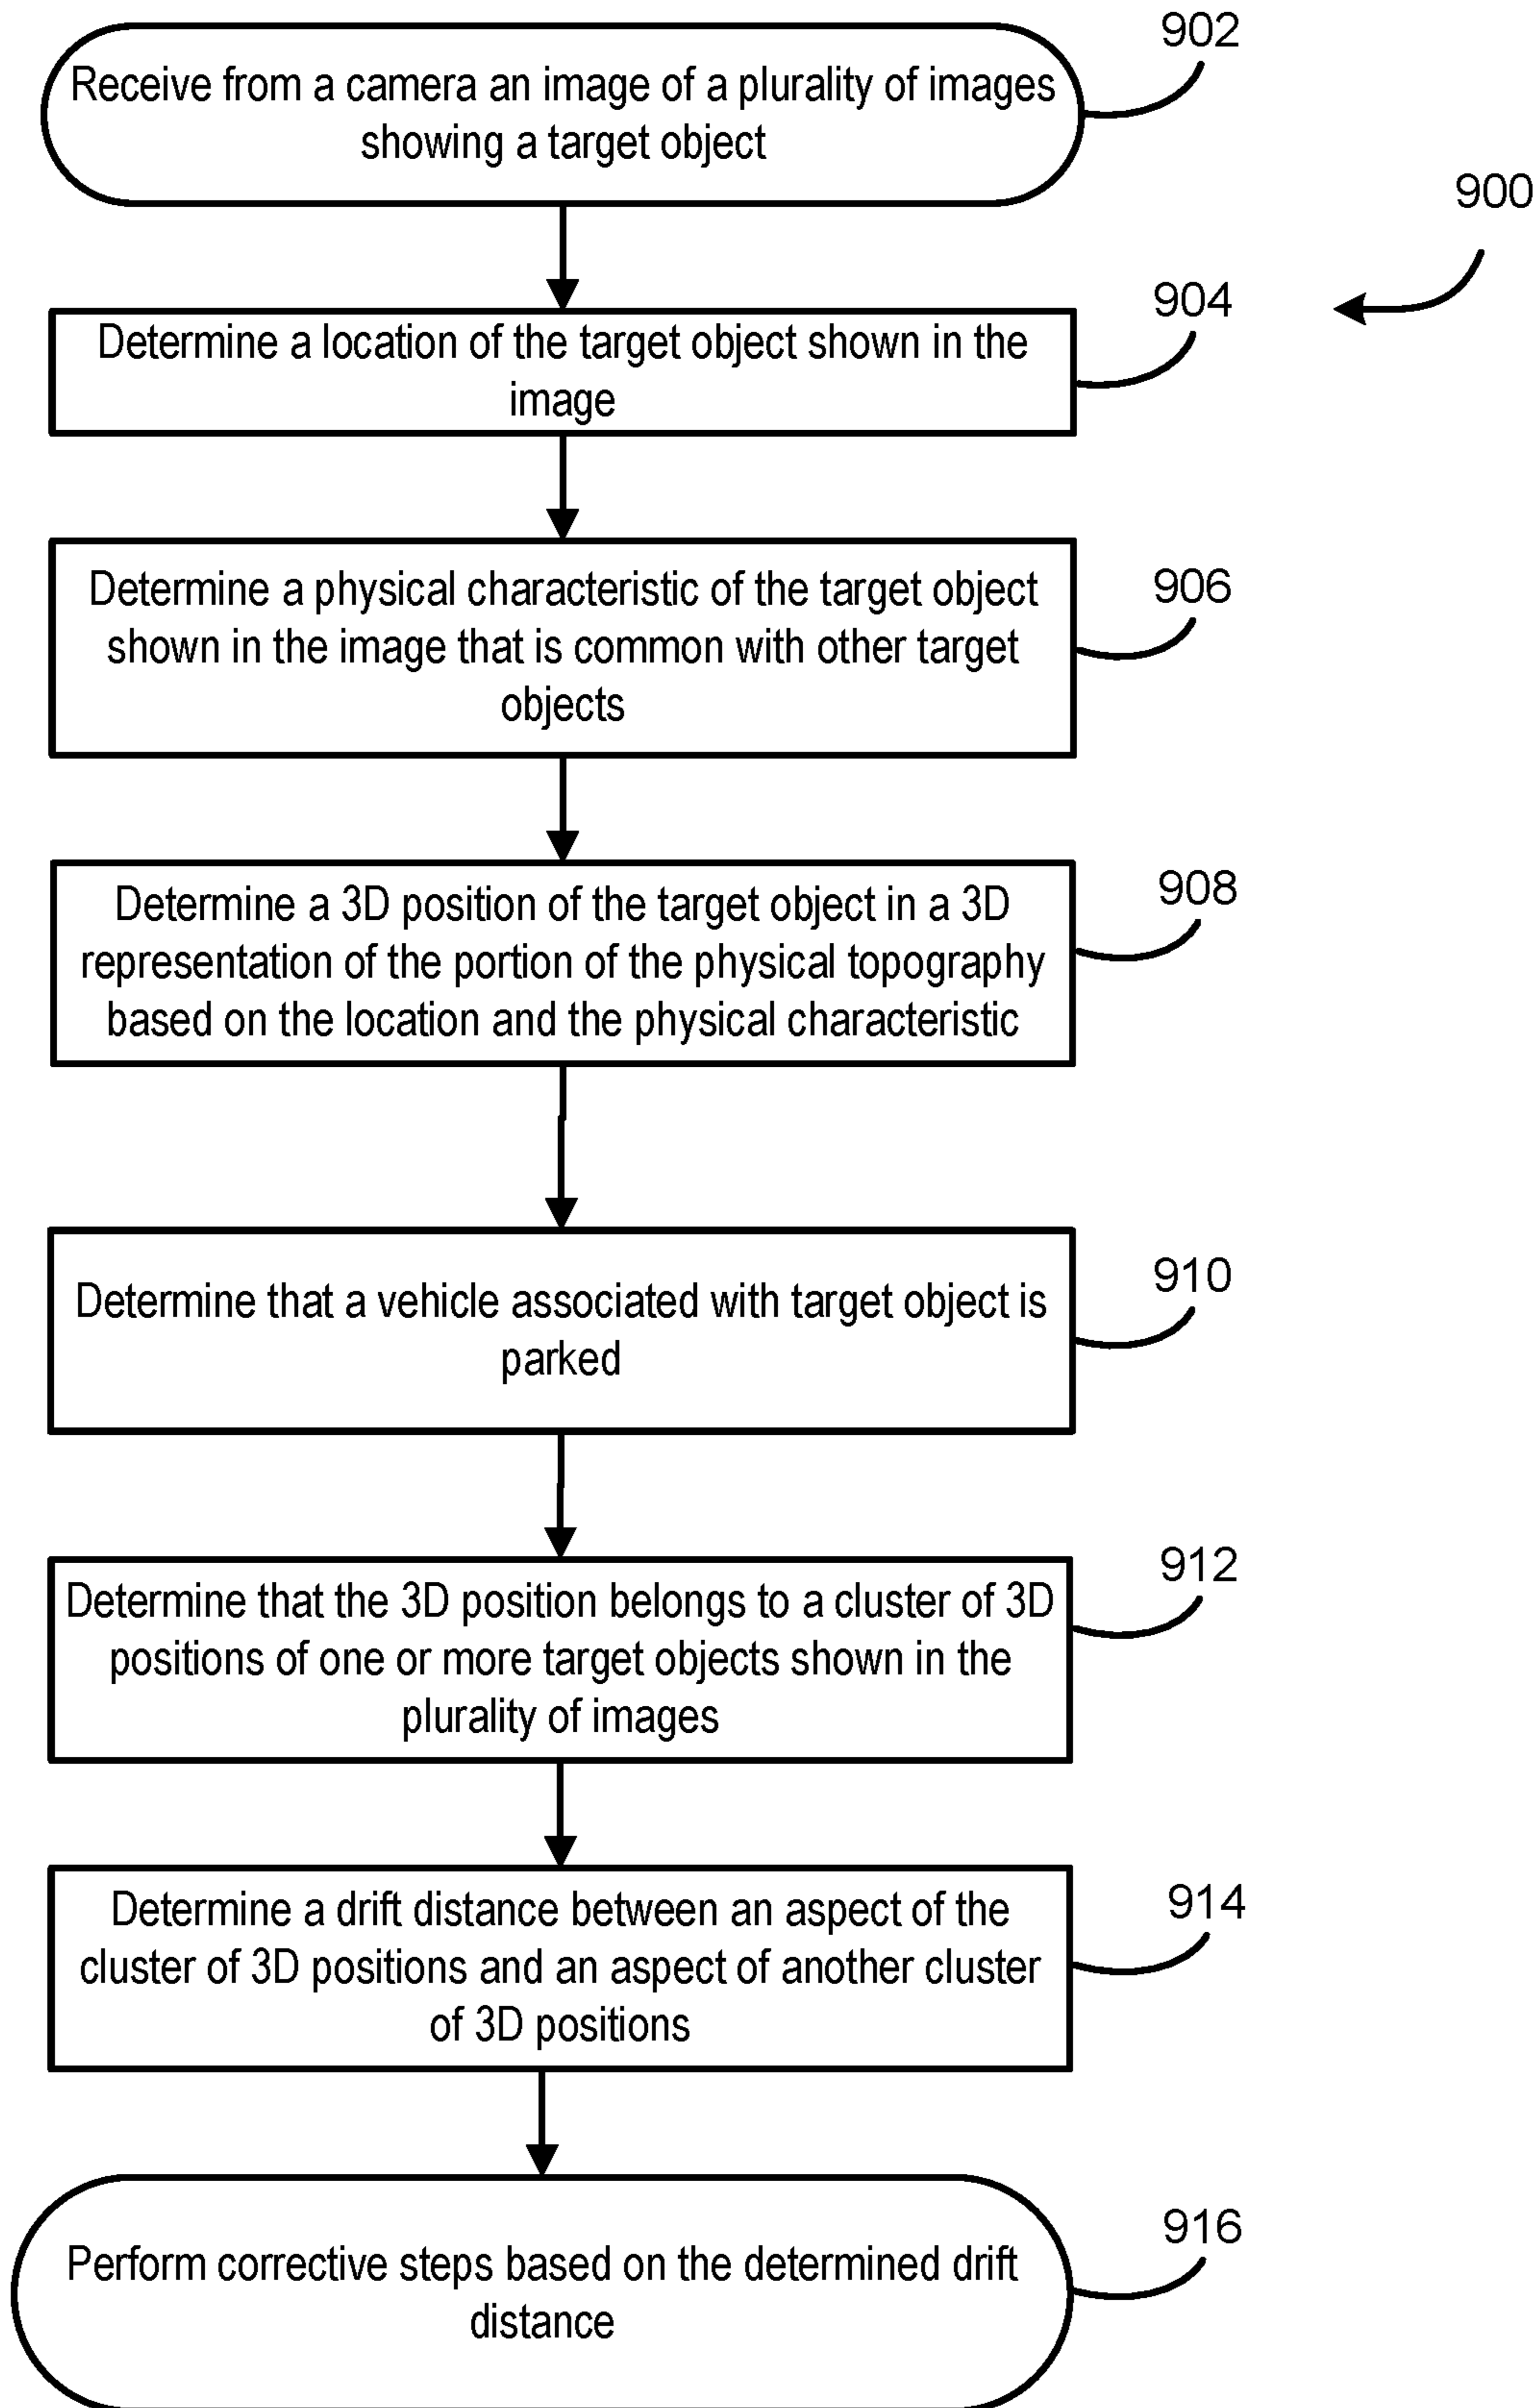 902
Receive from a camera an image of a plurality of images
showing a target object
900
904
Determine a location of the target object shown in the
image
906
Determine a physical characteristic of the target object
shown in the image that is common with other target
objects
908
Determine a 3D position of the target object in a 3D
representation of the portion of the physical topography
based on the location and the physical characteristic
910
Determine that a vehicle associated with target object is
parked
912
Determine that the 3D position belongs to a cluster of 3D
positions of one or more target objects shown in the
plurality of images
914
Determine a drift distance between an aspect of the
cluster of 3D positions and an aspect of another cluster
of 3D positions
916
Perform corrective steps based on the determined drift
distance